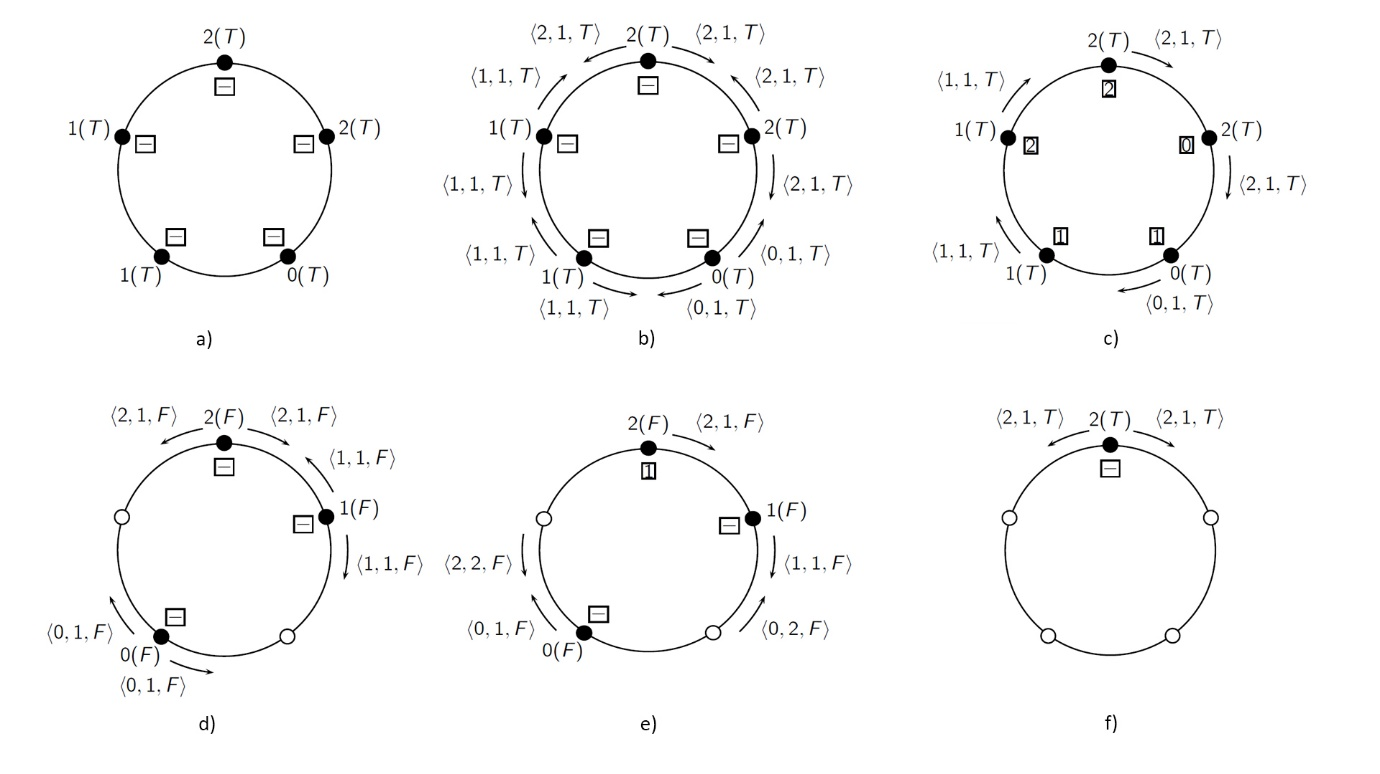 2(T)
−
1(T)
−
2(T)
−
−
−
1(T)
0(T)
a)
⟨2, 1, T⟩
2(T)
⟨2, 1, T⟩
⟨1, 1, T⟩
−
⟨2, 1, T⟩
1(T)
−
−
2(T)
⟨1, 1, T⟩
⟨2, 1, T⟩
⟨1, 1, T⟩
−
−
⟨0, 1, T⟩
1(T)
0(T)
⟨1, 1, T⟩
⟨0, 1, T⟩
b)
2(T)
⟨2, 1, T⟩
⟨1, 1, T⟩
2
1(T)
2
0
2(T)
⟨2, 1, T⟩
⟨1, 1, T⟩
1
1
1(T)
0(T)
⟨0, 1, T⟩
c)
⟨2, 1, F⟩
2(F)
⟨2, 1, F⟩
−
⟨1, 1, F⟩
−
1(F)
⟨1, 1, F⟩
−
⟨0, 1, F⟩
0(F)
⟨0, 1, F⟩
d)
2(F)
⟨2, 1, F⟩
1
−
1(F)
⟨2, 2, F⟩
⟨1, 1, F⟩
−
⟨0, 1, F⟩
0(F)
⟨0, 2, F⟩
e)
⟨2, 1, T⟩
2(T)
⟨2, 1, T⟩
−
f)